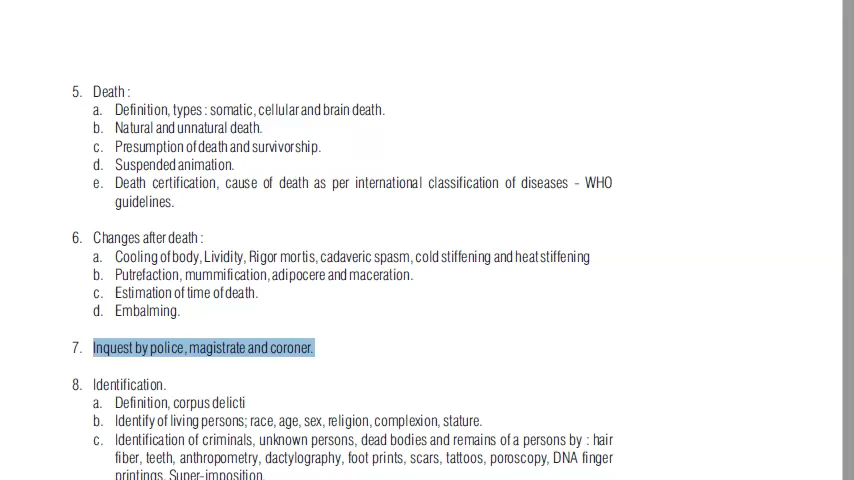 5. Death :
a. Definition, types : somatic, cellular and brain death.
b. Natural and unnatural death.
c. Presumption of death and survivorship.
d. Suspended animation.
e. Death certification, cause of death as per international classification of diseases - WHO
guidelines.
6. Changes after death :
a. Cooling of body, Lividity, Rigor mortis, cadaveric spasm, cold stiffening and heat stiffening
b. Putrefaction, mummification, adipocere and maceration.
c. Estimation of time of death.
d. Embalming.
7. Inquest by police, magistrate and coroner.
8. Identification.
a. Definition, corpus delicti
b. Identify of living persons; race, age, sex, religion, complexion, stature.
c. Identification of criminals, unknown persons, dead bodies and remains of a persons by : hair
fiber, teeth, anthropometry, dactylography, foot prints, scars, tattoos, poroscopy, DNA finger
printings, Super-imposition.